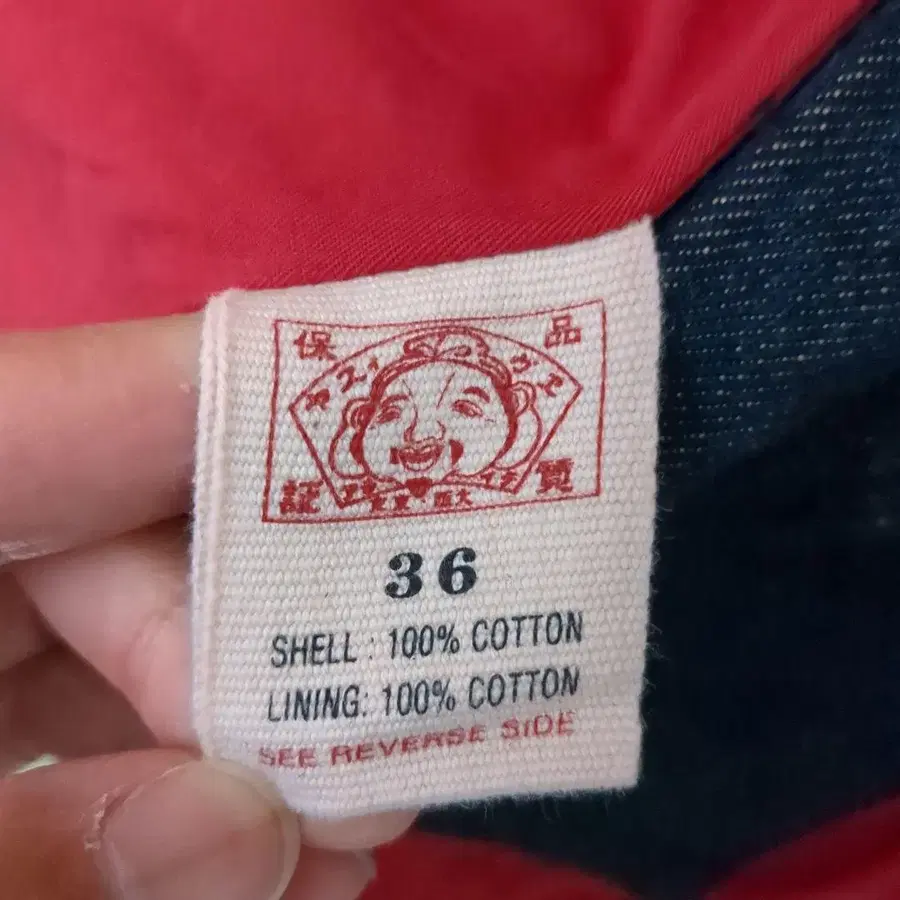 保 品
証 質
36
SHELL : 100% COTTON
LINING: 100% COTTON
SEE REVERSE SIDE